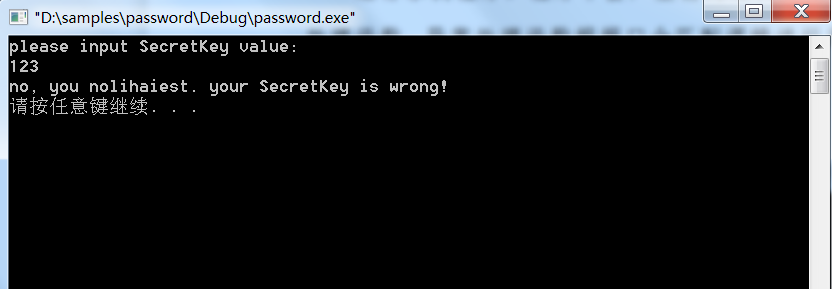 "D:\samples\password\Debug\password.exe"
please input SecretKey value:
123
no, you nolihaiest. your SecretKey is wrong!
请按任意键继续. . .